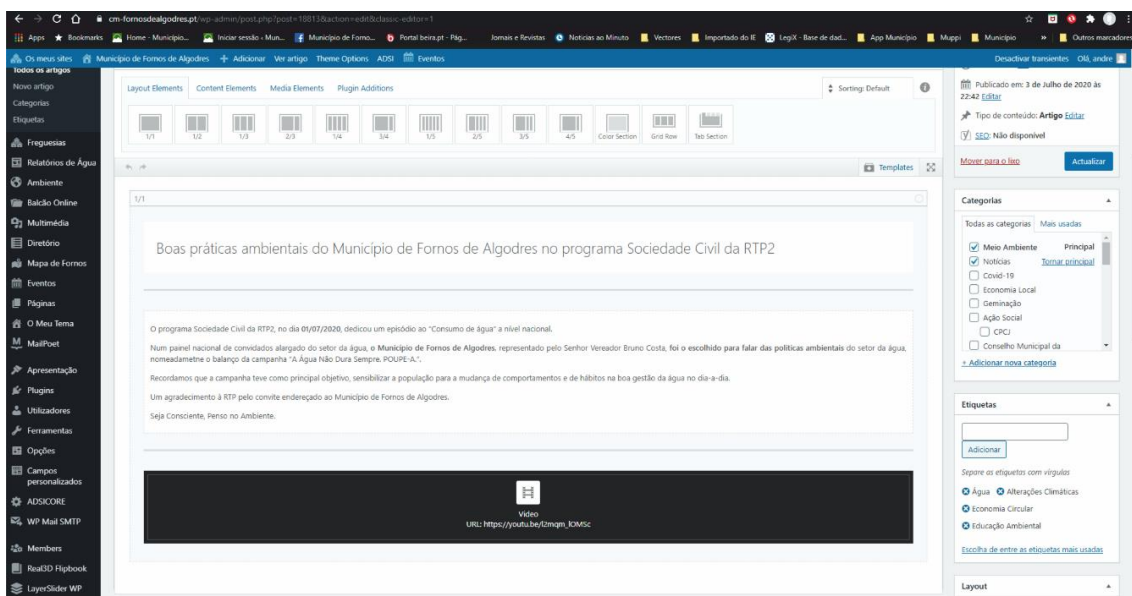 cm-fornosdealgodres.pt/wp-admin/post.php?post=18813&action=edit&classic-editor=1
Apps Bookmarks Home - Município... Iniciar sessão ‹ Mun... Município de Forno... Portal beira.pt - Pág... Jornais e Revistas Noticias ao Minuto Vectores Importado do IE LegiX - Base de dad... App Município Muppi Município » Outros marcadores
Os meus sites Município de Fornos de Algodres Adicionar Ver artigo Theme Options ADSI Eventos Desactivar transientes Olá, andre
Todos os artigos
Novo artigo
Categorias
Etiquetas
Freguesias
Relatórios de Água
Ambiente
Balcão Online
Multimédia
Diretório
Mapa de Fornos
Eventos
Páginas
O Meu Tema
MailPoet
Apresentação
Plugins
Utilizadores
Ferramentas
Opções
Campos
personalizados
ADSICORE
WP Mail SMTP
Members
Real3D Flipbook
LayerSlider WP
Layout Elements Content Elements Media Elements Plugin Additions Sorting: Default
1/1 1/2 1/3 2/3 1/4 3/4 1/5 2/5 3/5 4/5 Color Section Grid Row Tab Section
Templates
1/1
Boas práticas ambientais do Município de Fornos de Algodres no programa Sociedade Civil da RTP2
O programa Sociedade Civil da RTP2, no dia 01/07/2020, dedicou um episódio ao "Consumo de água" a nível nacional.
Num painel nacional de convidados alargado do setor da água, o Município de Fornos de Algodres, representado pelo Senhor Vereador Bruno Costa, foi o escolhido para falar das politicas ambientais do setor da água,
nomeadametne o balanço da campanha "A Água Não Dura Sempre, POUPE-A.".
Recordamos que a campanha teve como principal objetivo, sensibilizar a população para a mudança de comportamentos e de hábitos na boa gestão da água no dia-a-dia.
Um agradecimento à RTP pelo convite endereçado ao Município de Fornos de Algodres.
Seja Consciente, Penso no Ambiente.
Video
URL: https://youtu.be/l2mqm_lOMSc
Publicado em: 3 de Julho de 2020 às
22:42 Editar
Tipo de conteúdo: Artigo Editar
SEO: Não disponível
Mover para o lixo Actualizar
Categorias
Todas as categorias Mais usadas
Meio Ambiente Principal
Notícias Tornar principal
Covid-19
Economia Local
Geminação
Ação Social
CPCJ
Conselho Municipal da
+ Adicionar nova categoria
Etiquetas
Adicionar
Separe as etiquetas com vírgulas
Água Alterações Climáticas
Economia Circular
Educação Ambiental
Escolha de entre as etiquetas mais usadas
Layout